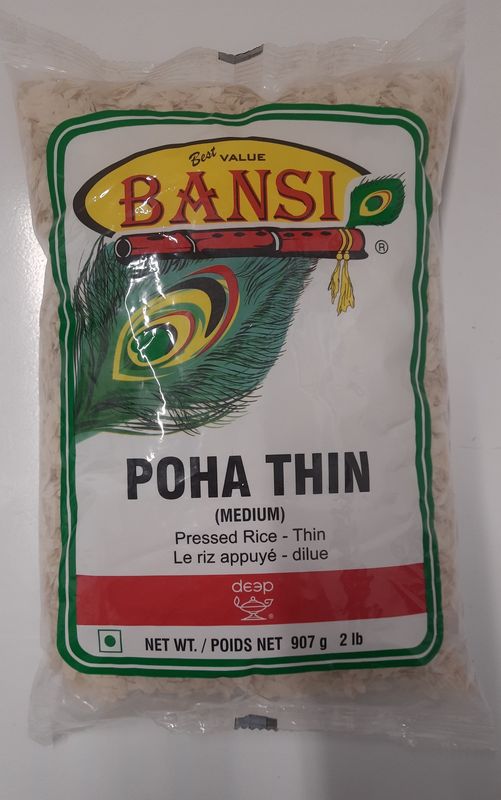 Best VALUE
BANSI
®
POHA THIN
(MEDIUM)
Pressed Rice - Thin
Le riz appuyé - dilue
deep
®
NET WT. / POIDS NET 907 g 2 lb